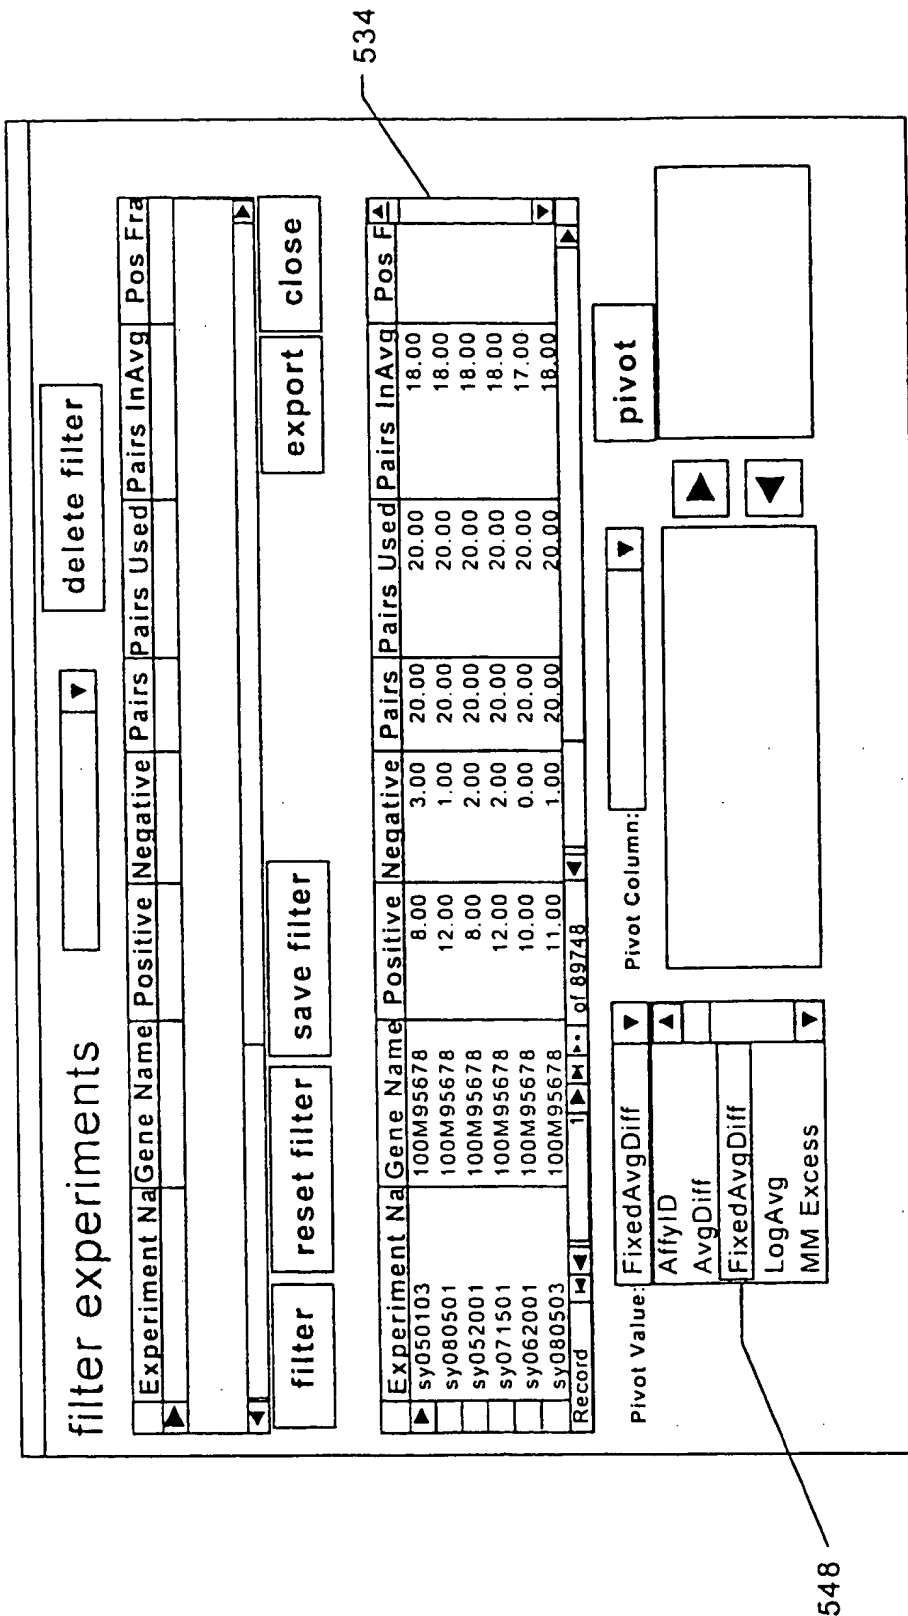 filter experiments
delete filter
Experiment Na Gene Name Positive Negative Pairs Pairs Used Pairs InAvg Pos Fra
filter reset filter save filter export close
534
Experiment Na Gene Name Positive Negative Pairs Pairs Used Pairs InAvg Pos F
sy050103 100M95678 8.00 3.00 20.00 20.00 18.00
sy080501 100M95678 12.00 1.00 20.00 20.00 18.00
sy052001 100M95678 8.00 2.00 20.00 20.00 18.00
sy071501 100M95678 12.00 2.00 20.00 20.00 18.00
sy062001 100M95678 10.00 0.00 20.00 20.00 17.00
sy080503 100M95678 11.00 1.00 20.00 20.00 18.00
Record 1 of 89748
Pivot Value: FixedAvgDiff Pivot Column: pivot
AffyID
AvgDiff
FixedAvgDiff
LogAvg
MM Excess
548